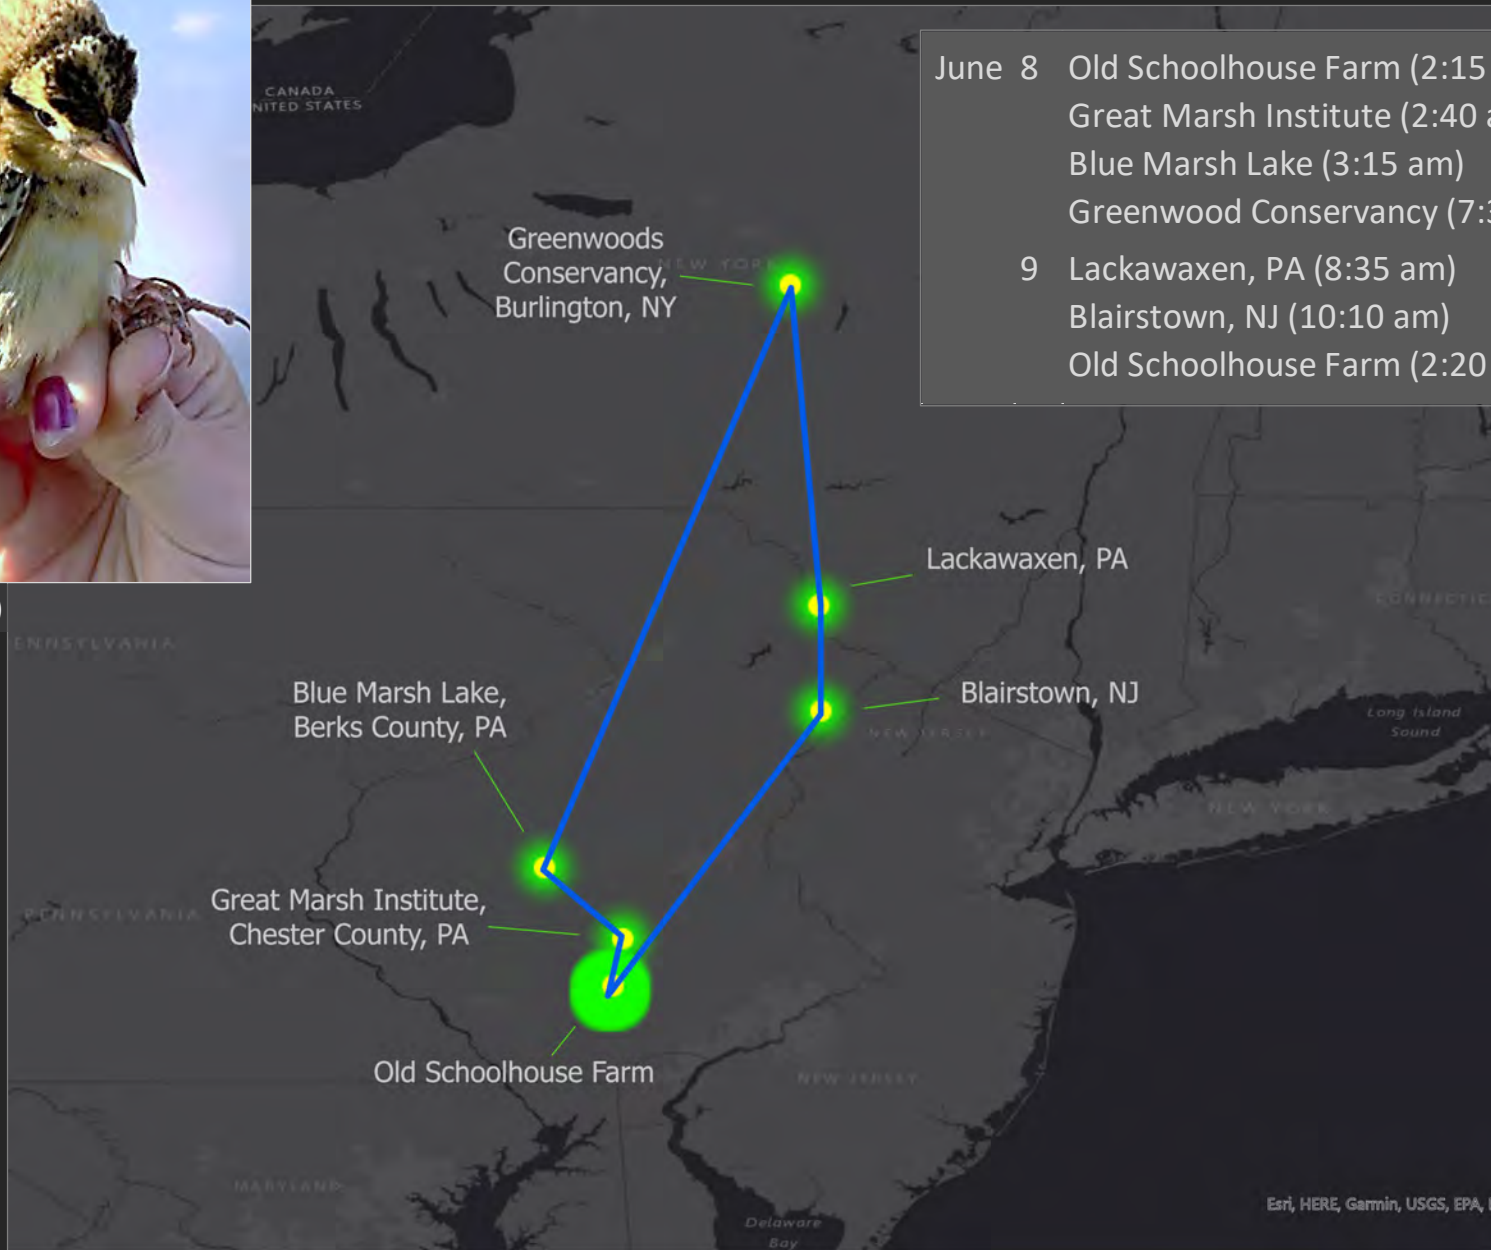 June 8 Old Schoolhouse Farm (2:15
Great Marsh Institute (2:40 a
Blue Marsh Lake (3:15 am)
Greenwood Conservancy (7:3
9 Lackawaxen, PA (8:35 am)
Blairstown, NJ (10:10 am)
Old Schoolhouse Farm (2:20
CANADA
NITED STATES
Greenwoods
Conservancy,
Burlington, NY
NEW YORK
Lackawaxen, PA
CONNECTIC
ENNSYLVANIA
)
Blue Marsh Lake,
Berks County, PA
Blairstown, NJ
NEW JERSEY
Long Island
Sound
NEW YORK
Great Marsh Institute,
Chester County, PA
PENNSYLVANIA
Old Schoolhouse Farm
NEW JERSEY
MARYLAND
Delaware
Bay
Esri, HERE, Garmin, USGS, EPA,